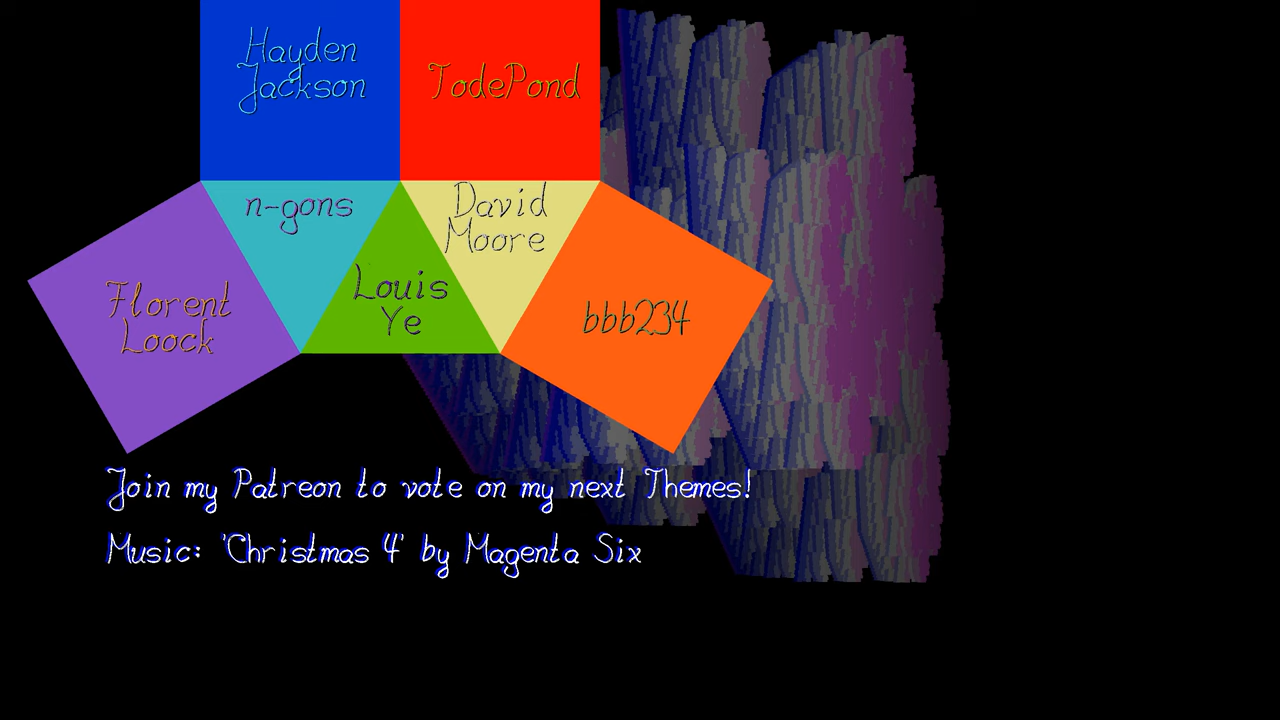 Hayden
Jackson
TodePond
n-gons
David
Moore
Florent
Loock
Louis
Ye
bbb234
Join my Patreon to vote on my next Themes!
Music: 'Christmas 4' by Magenta Six